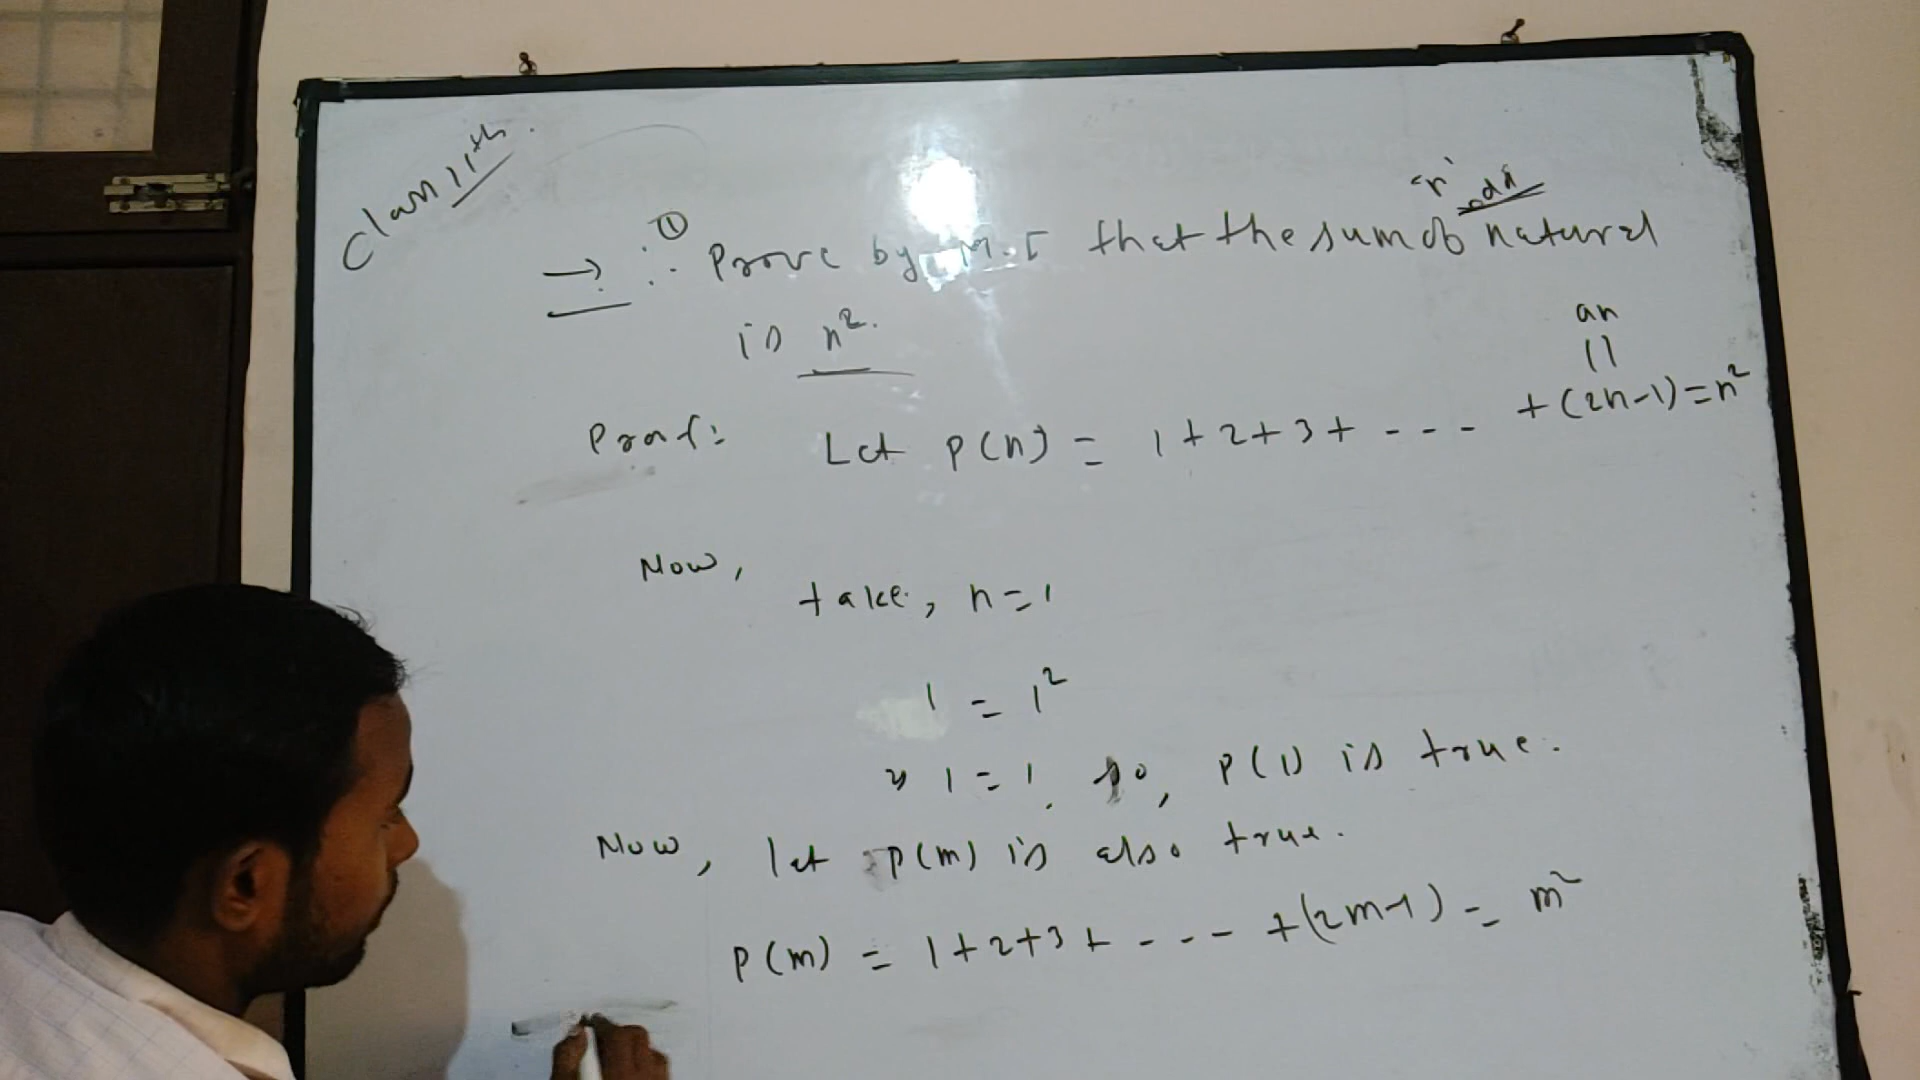 Class 11th.
'n' odd
① → : Prove by M.I that the sum of natural
is n².
an
||
Proof: Let P(n) = 1+2+3+ - - - +(2n-1)=n²
Now,
take, n=1
1 = 1²
⇒ 1 = 1. so, P(1) is true.
Now, let P(m) is also true.
P(m) = 1+2+3+ - - - +(2m-1) = m²